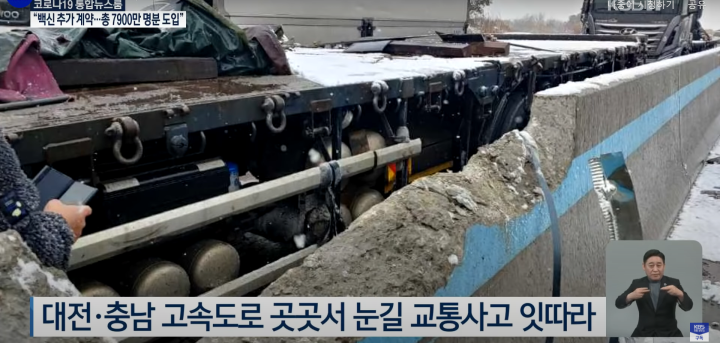 코로나19 통합뉴스룸
"백신 추가 계약…총 7900만 명분 도입"
대전·충남 고속도로 곳곳서 눈길 교통사고 잇따라
구독